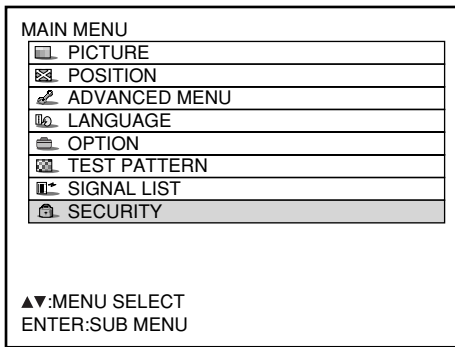 MAIN MENU
PICTURE
POSITION
ADVANCED MENU
LANGUAGE
OPTION
TEST PATTERN
SIGNAL LIST
SECURITY
▲▼:MENU SELECT
ENTER:SUB MENU